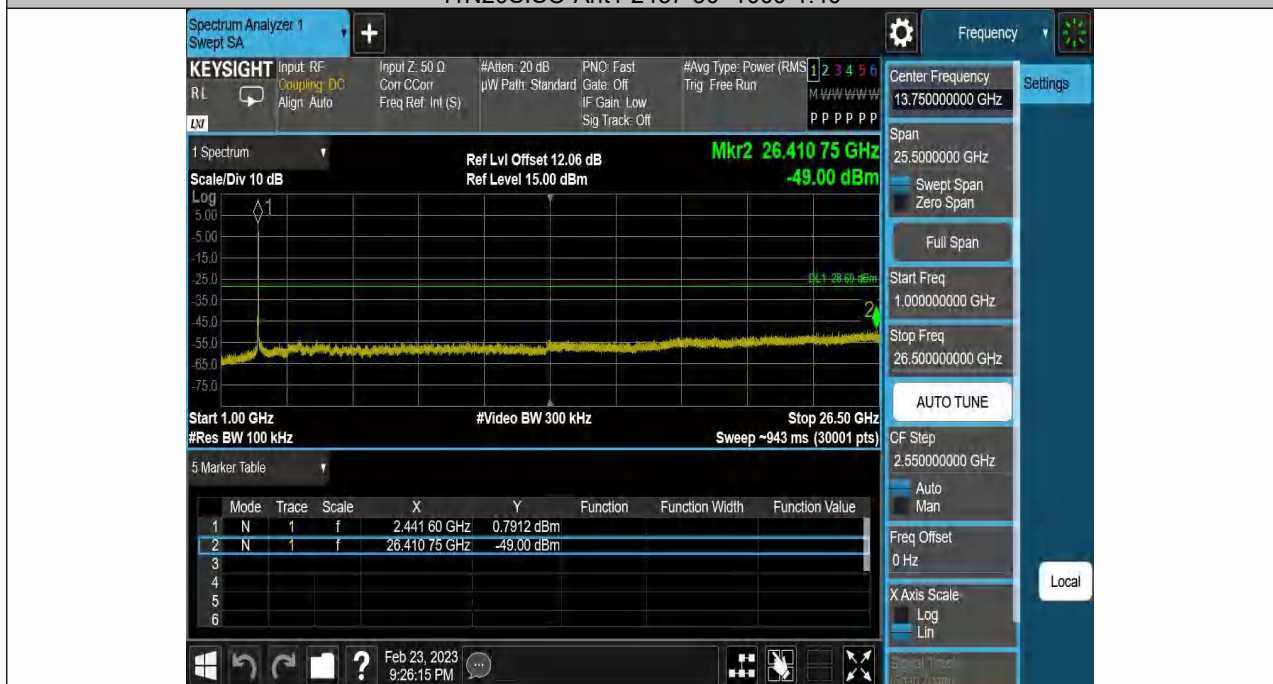 Spectrum Analyzer 1
Swept SA
Frequency
KEYSIGHT
Input: RF
Input Z: 50 Ω
#Atten: 20 dB
PNO: Fast
#Avg Type: Power (RMS
1 2 3 4 5 6
RL
Coupling: DC
Corr CCorr
µW Path: Standard
Gate: Off
Trig: Free Run
M W W W W W
Align: Auto
Freq Ref: Int (S)
IF Gain: Low
Sig Track: Off
P P P P P P
LXI
Center Frequency
13.750000000 GHz
Settings
1 Spectrum
Ref Lvl Offset 12.06 dB
Mkr2 26.410 75 GHz
Scale/Div 10 dB
Ref Level 15.00 dBm
-49.00 dBm
Span
25.5000000 GHz
Swept Span
Zero Span
Full Span
Log
1
5.00
-5.00
-15.0
-25.0
-35.0
-45.0
-55.0
-65.0
-75.0
2
Start Freq
1.000000000 GHz
Stop Freq
26.500000000 GHz
AUTO TUNE
Start 1.00 GHz
#Video BW 300 kHz
Stop 26.50 GHz
#Res BW 100 kHz
Sweep ~943 ms (30001 pts)
CF Step
2.550000000 GHz
Auto
Man
5 Marker Table
Mode Trace Scale X Y Function Function Width Function Value
1 N 1 f 2.441 60 GHz 0.7912 dBm
2 N 1 f 26.410 75 GHz -49.00 dBm
3
4
5
6
Freq Offset
0 Hz
Local
X Axis Scale
Log
Lin
?
Feb 23, 2023
9:26:15 PM